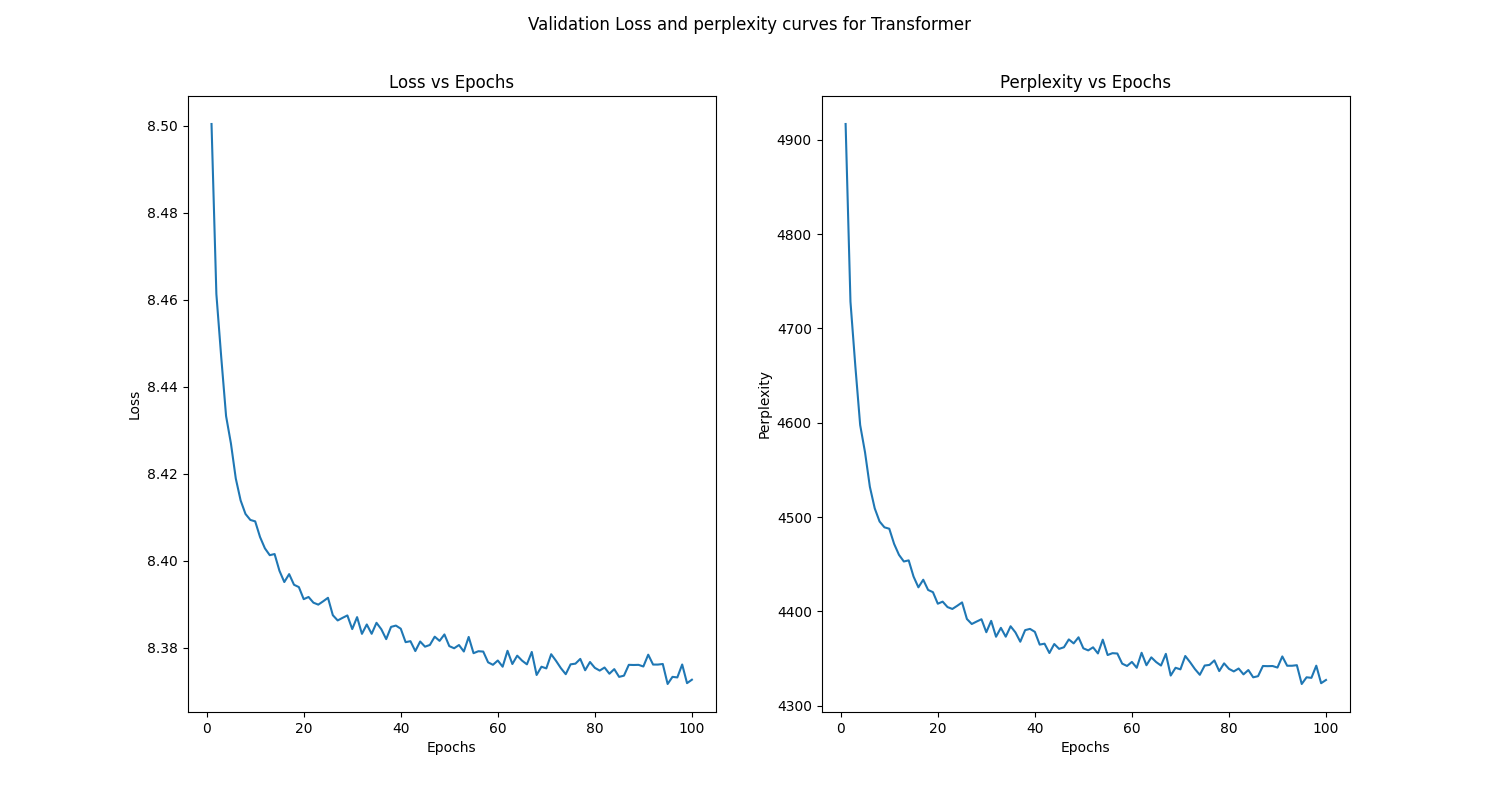 Validation Loss and perplexity curves for Transformer
Loss vs Epochs
8.50
8.48
8.46
8.44
8.42
8.40
8.38
Loss
0 20 40 60 80 100
Epochs
Perplexity vs Epochs
4900
4800
4700
4600
4500
4400
4300
Perplexity
0 20 40 60 80 100
Epochs